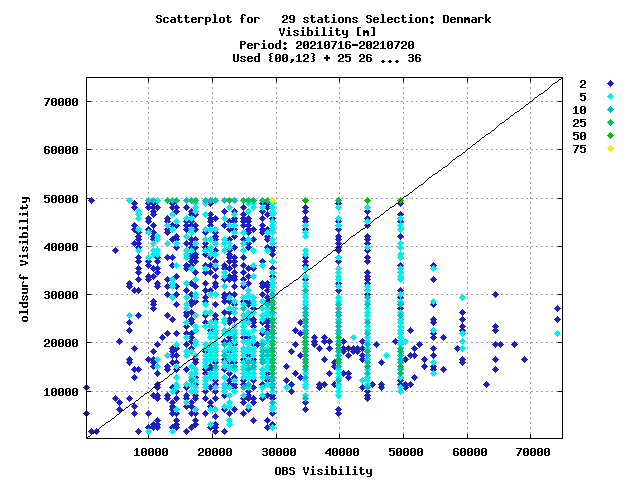 Scatterplot for   29 stations Selection: Denmark
Visibility [m]
Period: 20210716-20210720
Used {00,12} + 25 26 ... 36
2
5
10
25
50
75
70000
60000
50000
40000
30000
20000
10000
oldsurf Visibility
10000 20000 30000 40000 50000 60000 70000
OBS Visibility